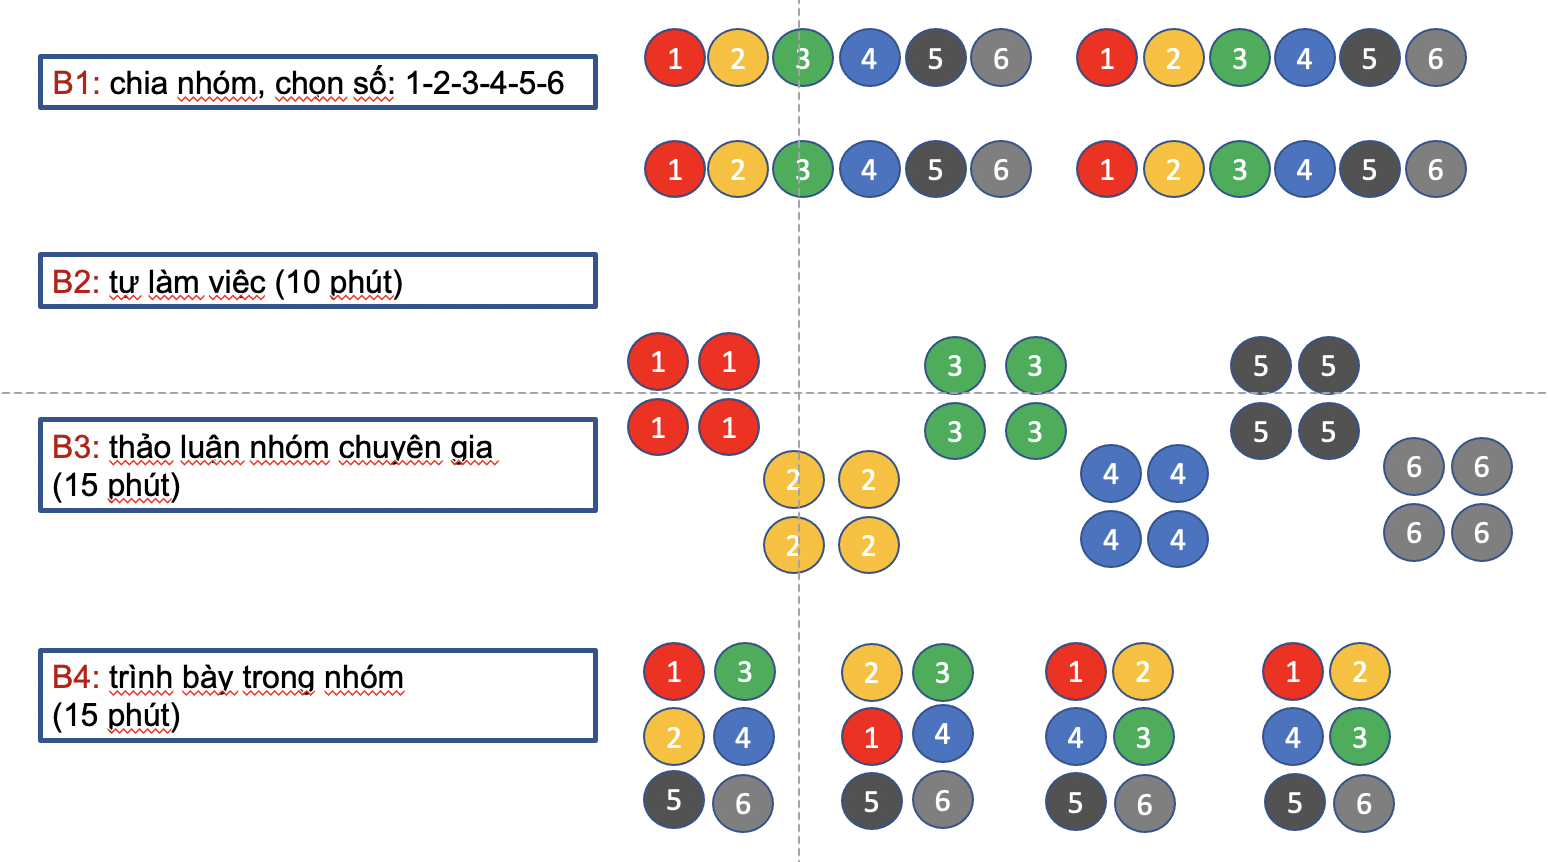 B1: chia nhóm, chọn số: 1-2-3-4-5-6
1 2 3 4 5 6 1 2 3 4 5 6
1 2 3 4 5 6 1 2 3 4 5 6
B2: tự làm việc (10 phút)
1 1 3 3 5 5
1 1 3 3 5 5
B3: thảo luận nhóm chuyên gia
(15 phút)
2 2 4 4 6 6
2 2 4 4 6 6
B4: trình bày trong nhóm
(15 phút)
1 3 2 3 1 2 1 2
2 4 1 4 4 3 4 3
5 6 5 6 5 6 5 6